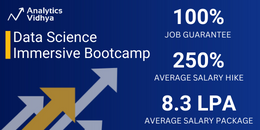 Analytics
Vidhya
Data Science
Immersive Bootcamp
100%
JOB GUARANTEE
250%
AVERAGE SALARY HIKE
8.3 LPA
AVERAGE SALARY PACKAGE